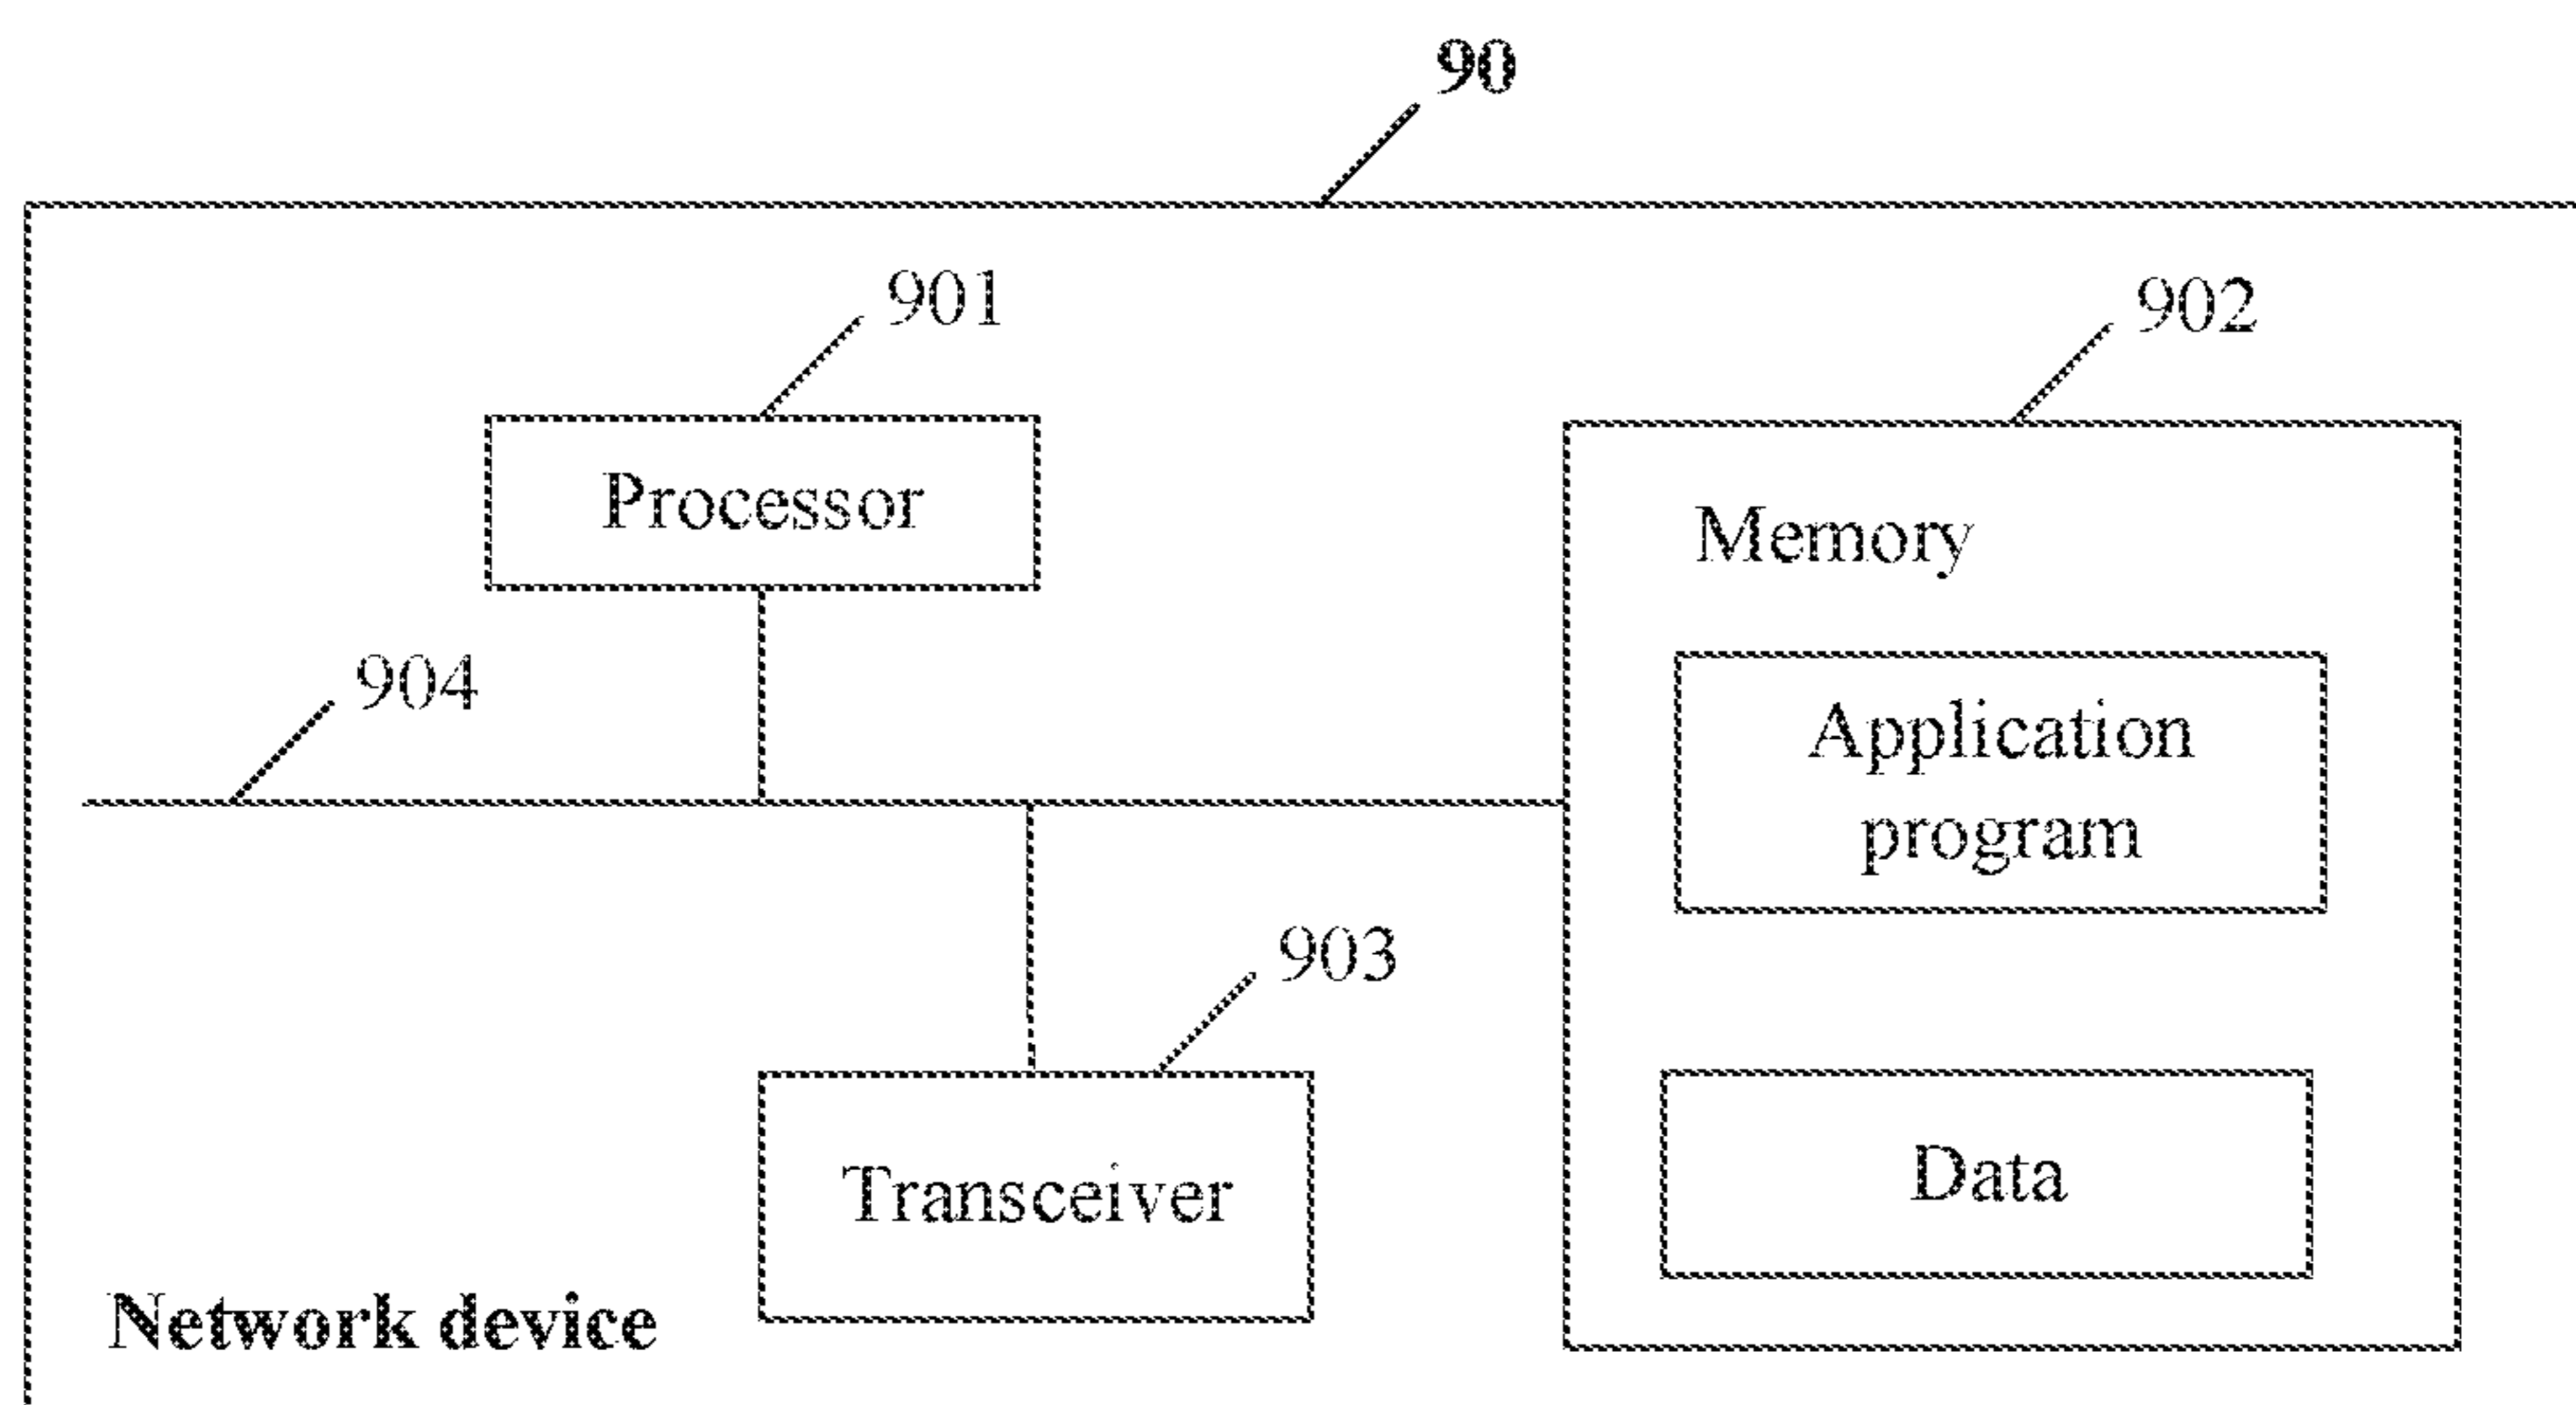 90
901
902
Processor
Memory
904
Application
program
903
Transceiver
Data
Network device